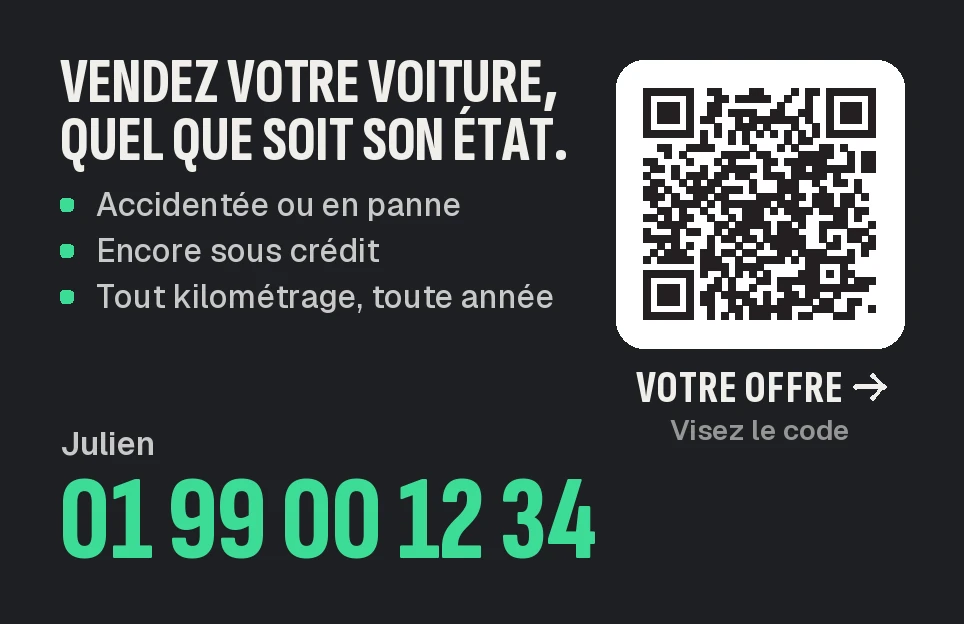 VENDEZ VOTRE VOITURE,
QUEL QUE SOIT SON ÉTAT.
Accidentée ou en panne
Encore sous crédit
Tout kilométrage, toute année
VOTRE OFFRE →
Visez le code
Julien
01 99 00 12 34